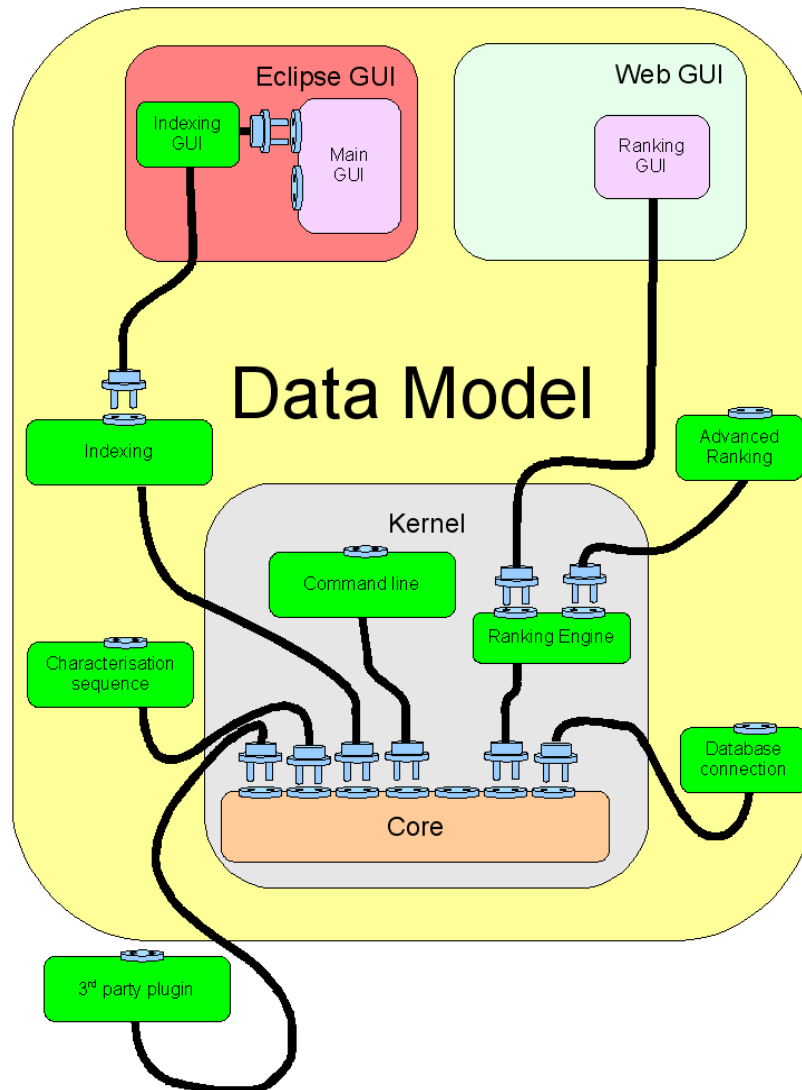 Eclipse GUI
Web GUI
Indexing
GUI
Main
GUI
Ranking
GUI
Data Model
Indexing
Advanced
Ranking
Kernel
Command line
Ranking Engine
Characterisation
sequence
Database
connection
Core
3rd party plugin